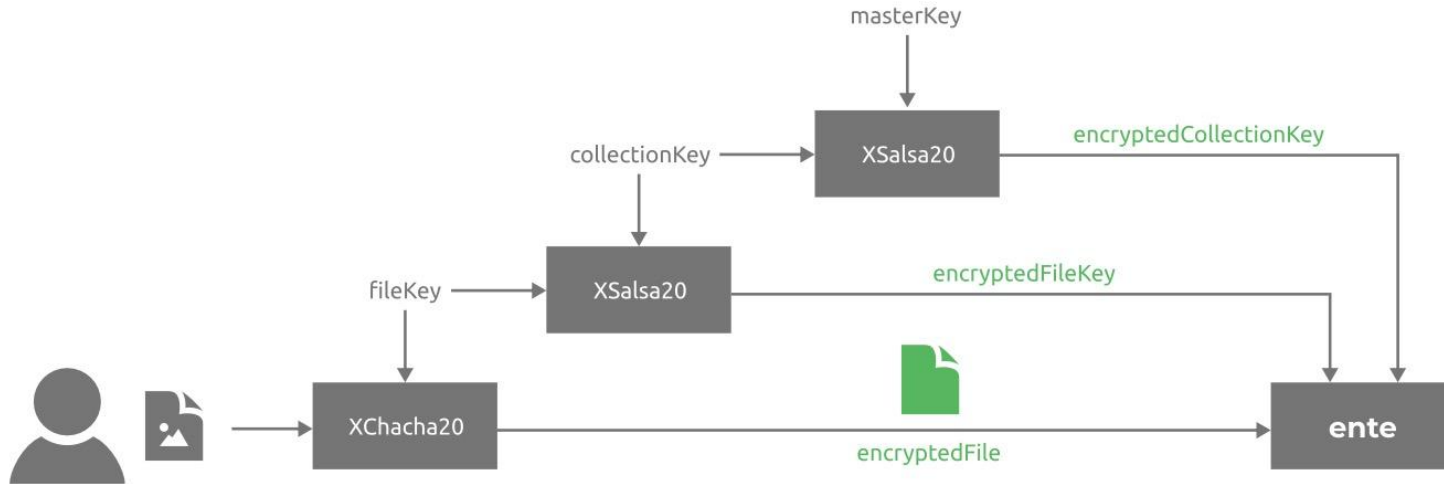 masterKey
XSalsa20
encryptedCollectionKey
collectionKey
XSalsa20
encryptedFileKey
fileKey
XChacha20
encryptedFile
ente